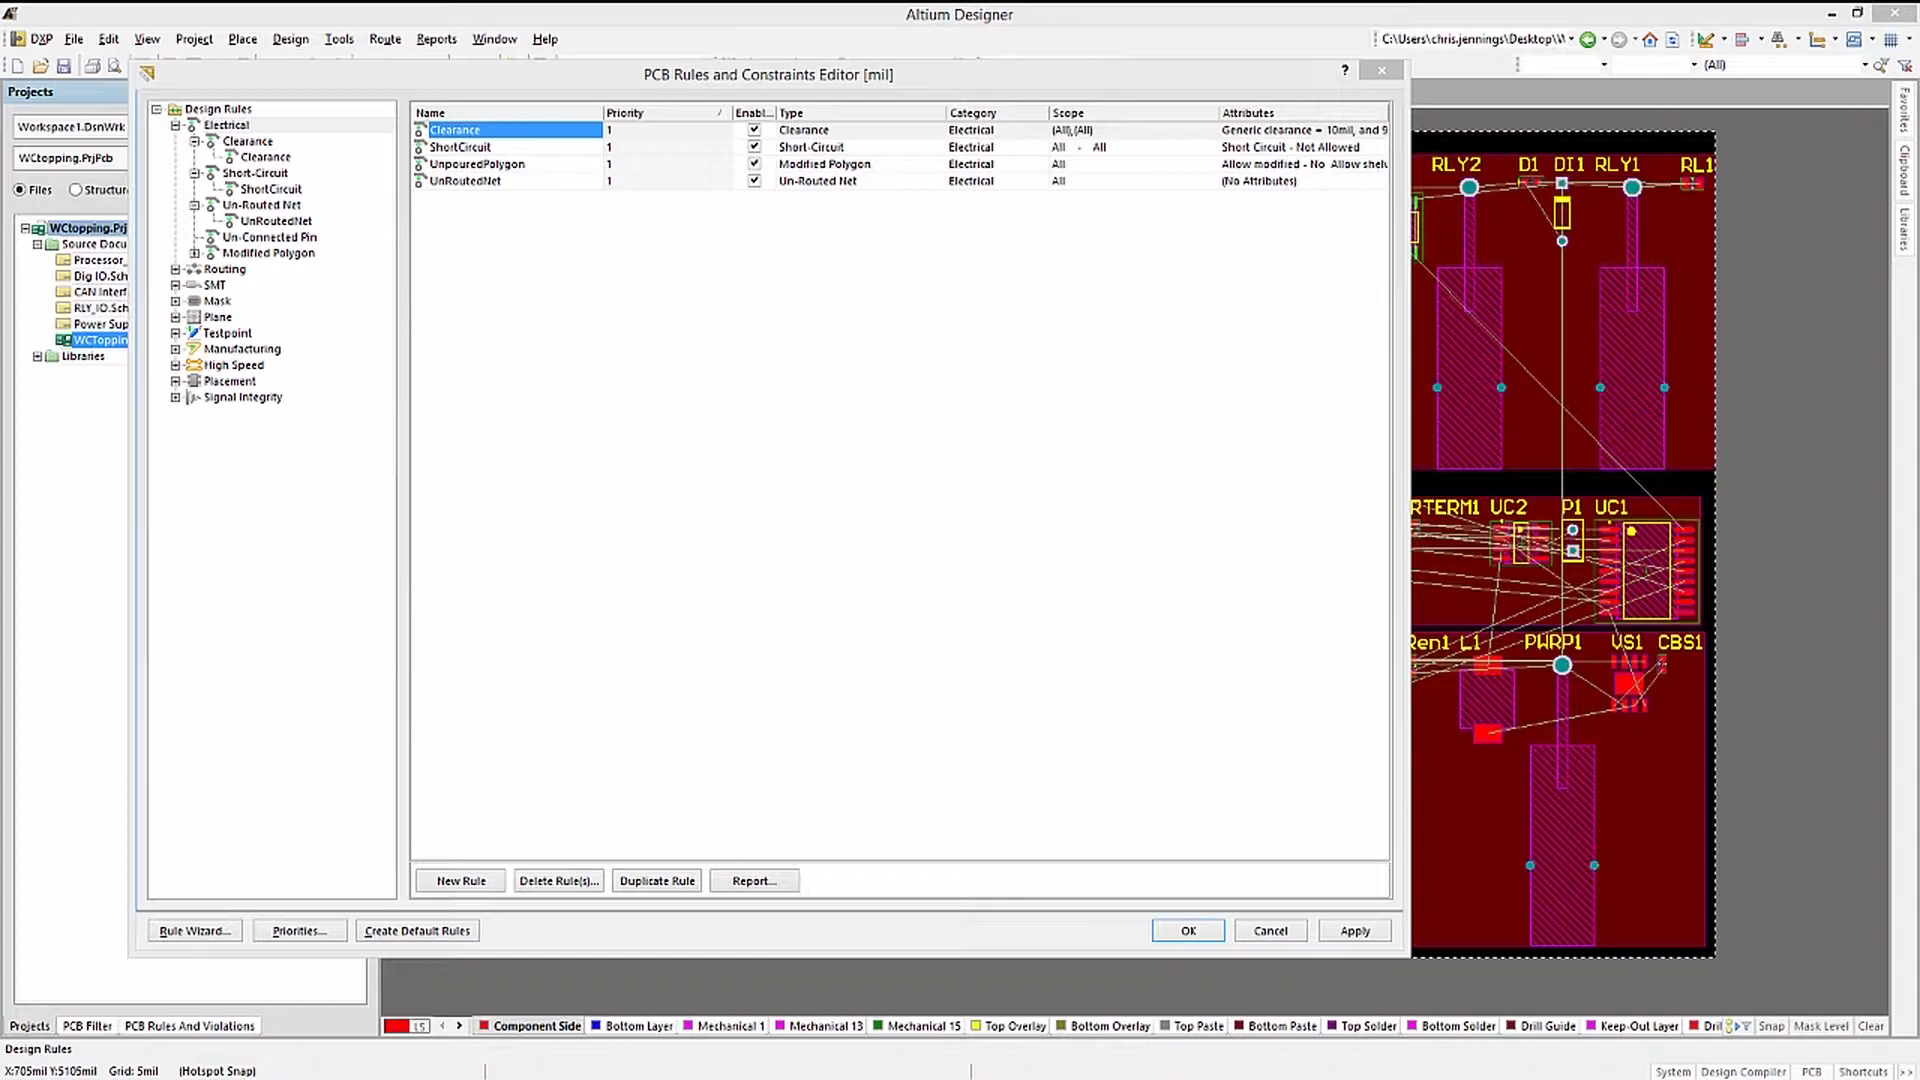 Altium Designer
DXP File Edit View Project Place Design Tools Route Reports Window Help
C:\Users\chris.jennings\Desktop\
(All)
Projects
PCB Rules and Constraints Editor [mil]
?
Workspace1.DsnWrk
WCtopping.PrjPcb
Files Structur
WCtopping.Prj
Source Docu
Processor_
Dig IO.Sch
CAN Interf
RLY_IO.Sch
Power Sup
WCToppin
Libraries
Design Rules
Electrical
Clearance
Clearance
Short-Circuit
ShortCircuit
Un-Routed Net
UnRoutedNet
Un-Connected Pin
Modified Polygon
Routing
SMT
Mask
Plane
Testpoint
Manufacturing
High Speed
Placement
Signal Integrity
Name Priority / Enabl... Type Category Scope Attributes
Clearance 1 Clearance Electrical (All),(All) Generic clearance = 10mil, and 9
ShortCircuit 1 Short-Circuit Electrical All - All Short Circuit - Not Allowed
UnpouredPolygon 1 Modified Polygon Electrical All Allow modified - No Allow shelv
UnRoutedNet 1 Un-Routed Net Electrical All (No Attributes)
New Rule Delete Rule(s)... Duplicate Rule Report...
Rule Wizard... Priorities... Create Default Rules OK Cancel Apply
RLY2 D1 DI1 RLY1 RL1
RTERM1 UC2 P1 UC1
Ren1 L1 PWRP1 VS1 CBS1
Favorites
Clipboard
Libraries
Projects PCB Filter PCB Rules And Violations
LS Component Side Bottom Layer Mechanical 1 Mechanical 13 Mechanical 15 Top Overlay Bottom Overlay Top Paste Bottom Paste Top Solder Bottom Solder Drill Guide Keep-Out Layer Dril Snap Mask Level Clear
Design Rules
X:705mil Y:5105mil Grid: 5mil (Hotspot Snap)
System Design Compiler PCB Shortcuts >>